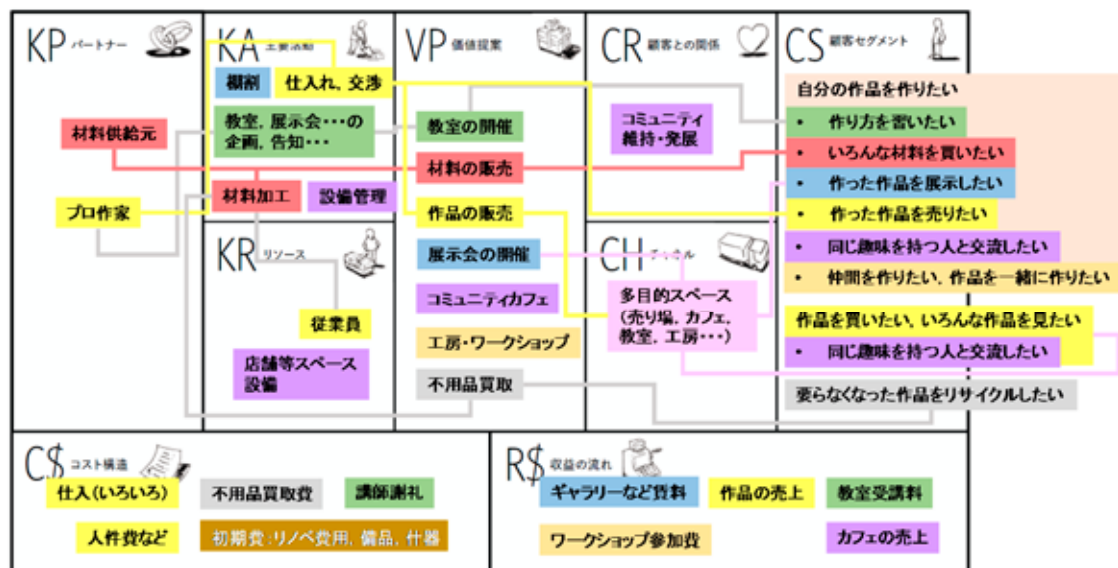 KP パートナー
材料供給元
プロ作家
KA 主要活動
棚割
仕入れ、交渉
教室、展示会・・・の
企画、告知・・・
材料加工
設備管理
KR リソース
従業員
店舗等スペース
設備
VP 価値提案
教室の開催
材料の販売
作品の販売
展示会の開催
コミュニティカフェ
工房・ワークショップ
不用品買取
CR 顧客との関係
コミュニティ
維持・発展
CH チャネル
多目的スペース
(売り場、カフェ、
教室、工房・・・)
CS 顧客セグメント
自分の作品を作りたい
• 作り方を習いたい
• いろんな材料を買いたい
• 作った作品を展示したい
• 作った作品を売りたい
• 同じ趣味を持つ人と交流したい
• 仲間を作りたい、作品を一緒に作りたい
作品を買いたい、いろんな作品を見たい
• 同じ趣味を持つ人と交流したい
要らなくなった作品をリサイクルしたい
C$ コスト構造
仕入(いろいろ)
不用品買取費
講師謝礼
人件費など
初期費:リノベ費用、備品、什器
R$ 収益の流れ
ギャラリーなど賃料
作品の売上
教室受講料
ワークショップ参加費
カフェの売上